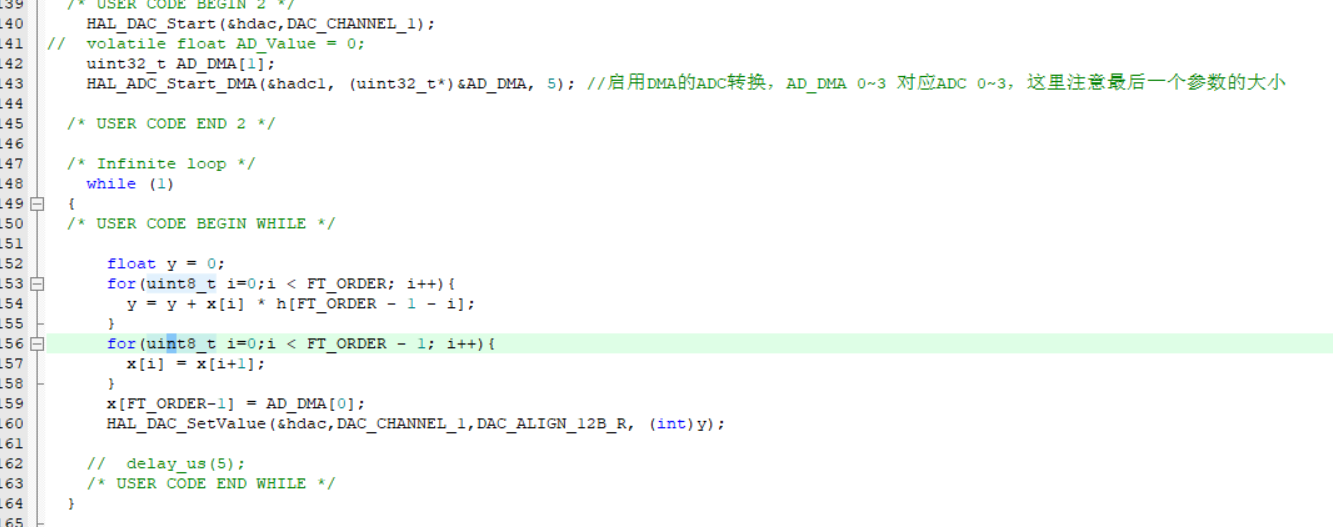 139 /* USER CODE BEGIN 2 */
140 HAL_DAC_Start(&hdac,DAC_CHANNEL_1);
141 // volatile float AD_Value = 0;
142 uint32_t AD_DMA[1];
143 HAL_ADC_Start_DMA(&hadc1, (uint32_t*)&AD_DMA, 5); //启用DMA的ADC转换，AD_DMA 0~3 对应ADC 0~3，这里注意最后一个参数的大小
144
145 /* USER CODE END 2 */
146
147 /* Infinite loop */
148 while (1)
149 {
150 /* USER CODE BEGIN WHILE */
151
152 float y = 0;
153 for(uint8_t i=0;i < FT_ORDER; i++){
154 y = y + x[i] * h[FT_ORDER - 1 - i];
155 }
156 for(uint8_t i=0;i < FT_ORDER - 1; i++){
157 x[i] = x[i+1];
158 }
159 x[FT_ORDER-1] = AD_DMA[0];
160 HAL_DAC_SetValue(&hdac,DAC_CHANNEL_1,DAC_ALIGN_12B_R, (int)y);
161
162 // delay_us(5);
163 /* USER CODE END WHILE */
164 }
165